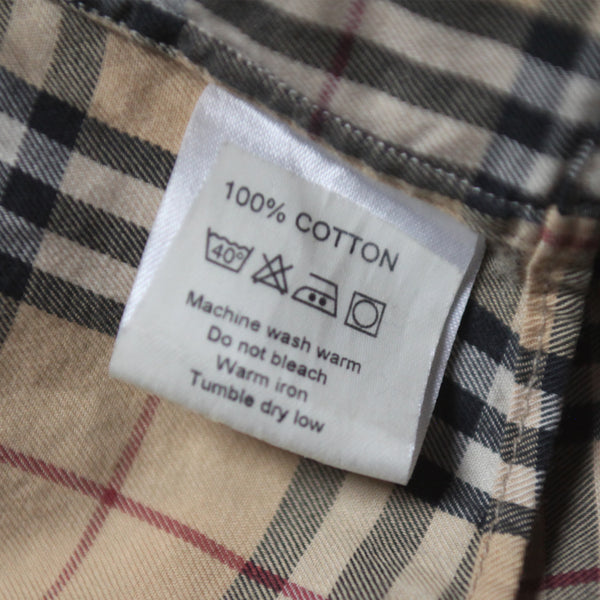 100% COTTON
40°
Machine wash warm
Do not bleach
Warm iron
Tumble dry low